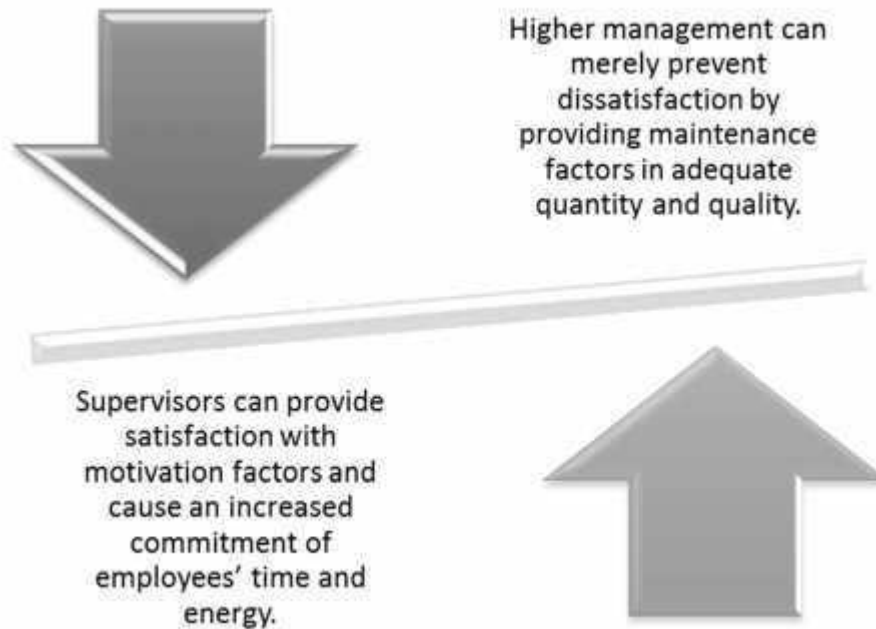 Higher management can
merely prevent
dissatisfaction by
providing maintenance
factors in adequate
quantity and quality.
Supervisors can provide
satisfaction with
motivation factors and
cause an increased
commitment of
employees’ time and
energy.